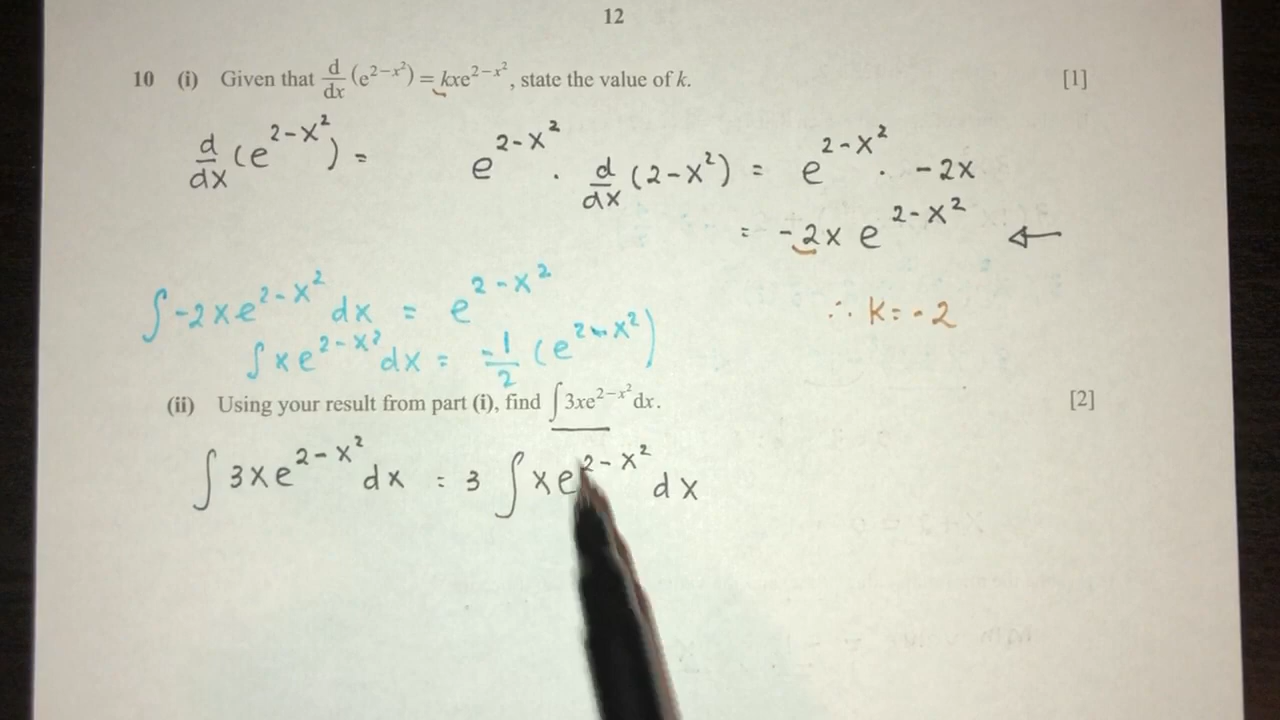 12
10 (i) Given that d/dx (e^{2−x²}) = kxe^{2−x²}, state the value of k. [1]
d/dx (e^{2-x²}) = e^{2-x²} · d/dx (2-x²) = e^{2-x²} · -2x
= -2x e^{2-x²} ←
∫-2xe^{2-x²} dx = e^{2-x²}
∴ k = -2
∫xe^{2-x²}dx = -1/2 (e^{2-x²})
(ii) Using your result from part (i), find ∫3xe^{2−x²}dx. [2]
∫3xe^{2-x²}dx = 3 ∫xe^{2-x²} dx